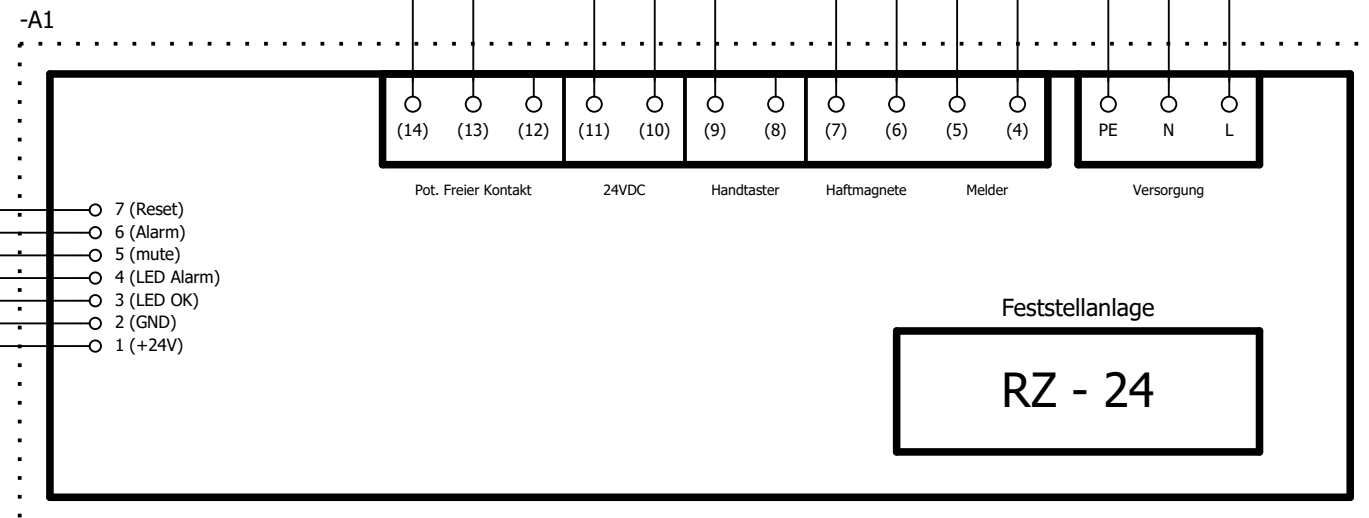 -A1
(14) (13) (12) (11) (10) (9) (8) (7) (6) (5) (4) PE N L
Pot. Freier Kontakt 24VDC Handtaster Haftmagnete Melder Versorgung
7 (Reset)
6 (Alarm)
5 (mute)
4 (LED Alarm)
3 (LED OK)
2 (GND)
1 (+24V)
Feststellanlage
RZ - 24